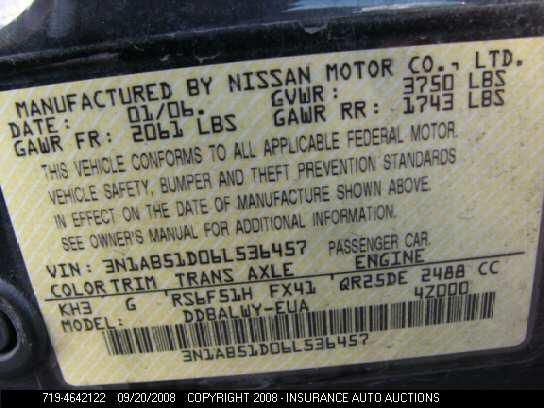 MANUFACTURED BY NISSAN MOTOR CO., LTD.
DATE: 01/06. GVWR: 3750 LBS
GAWR FR: 2061 LBS GAWR RR: 1743 LBS
THIS VEHICLE CONFORMS TO ALL APPLICABLE FEDERAL MOTOR
VEHICLE SAFETY, BUMPER AND THEFT PREVENTION STANDARDS
IN EFFECT ON THE DATE OF MANUFACTURE SHOWN ABOVE.
SEE OWNER'S MANUAL FOR ADDITIONAL INFORMATION.
VIN: 3N1AB51D06L536457 PASSENGER CAR.
COLOR TRIM TRANS AXLE ENGINE
KH3 G RS6F51H FX41 QR25DE 2488 CC
MODEL: DDBALWY-EUA 4Z000
3N1AB51D06L536457
719-4642122 09/20/2008 COPYRIGHT 2008 - INSURANCE AUTO AUCTIONS